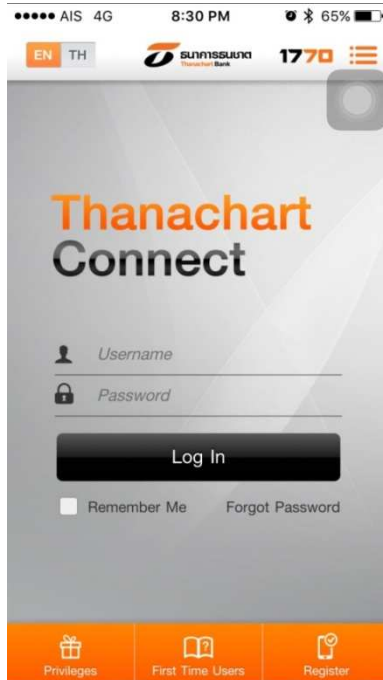 AIS 4G 8:30 PM 65%
EN TH ธนาคารธนชาต 1770
Thanachart Bank
Thanachart
Connect
Username
Password
Log In
Remember Me Forgot Password
Privileges First Time Users Register